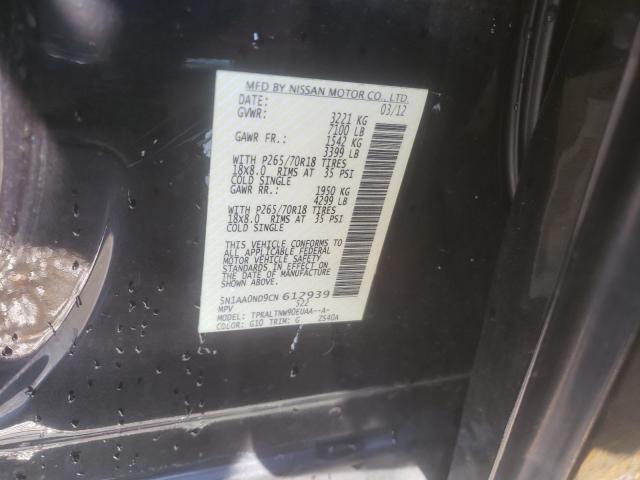 MFD BY NISSAN MOTOR CO., LTD.
DATE: 03/12
GVWR: 3221 KG
7100 LB
GAWR FR.: 1542 KG
3399 LB
WITH P265/70R18 TIRES
18X8.0 RIMS AT 35 PSI
COLD SINGLE
GAWR RR.: 1950 KG
4299 LB
WITH P265/70R18 TIRES
18X8.0 RIMS AT 35 PSI
COLD SINGLE
THIS VEHICLE CONFORMS TO
ALL APPLICABLE FEDERAL
MOTOR VEHICLE SAFETY
STANDARDS IN EFFECT ON
THE DATE OF MANUFACTURE
SHOWN ABOVE.
5N1AA0ND9CN 612939
MPV 522
MODEL: TPKALTNW90EUAA--A-
COLOR: G10 TRIM: G ZS40A